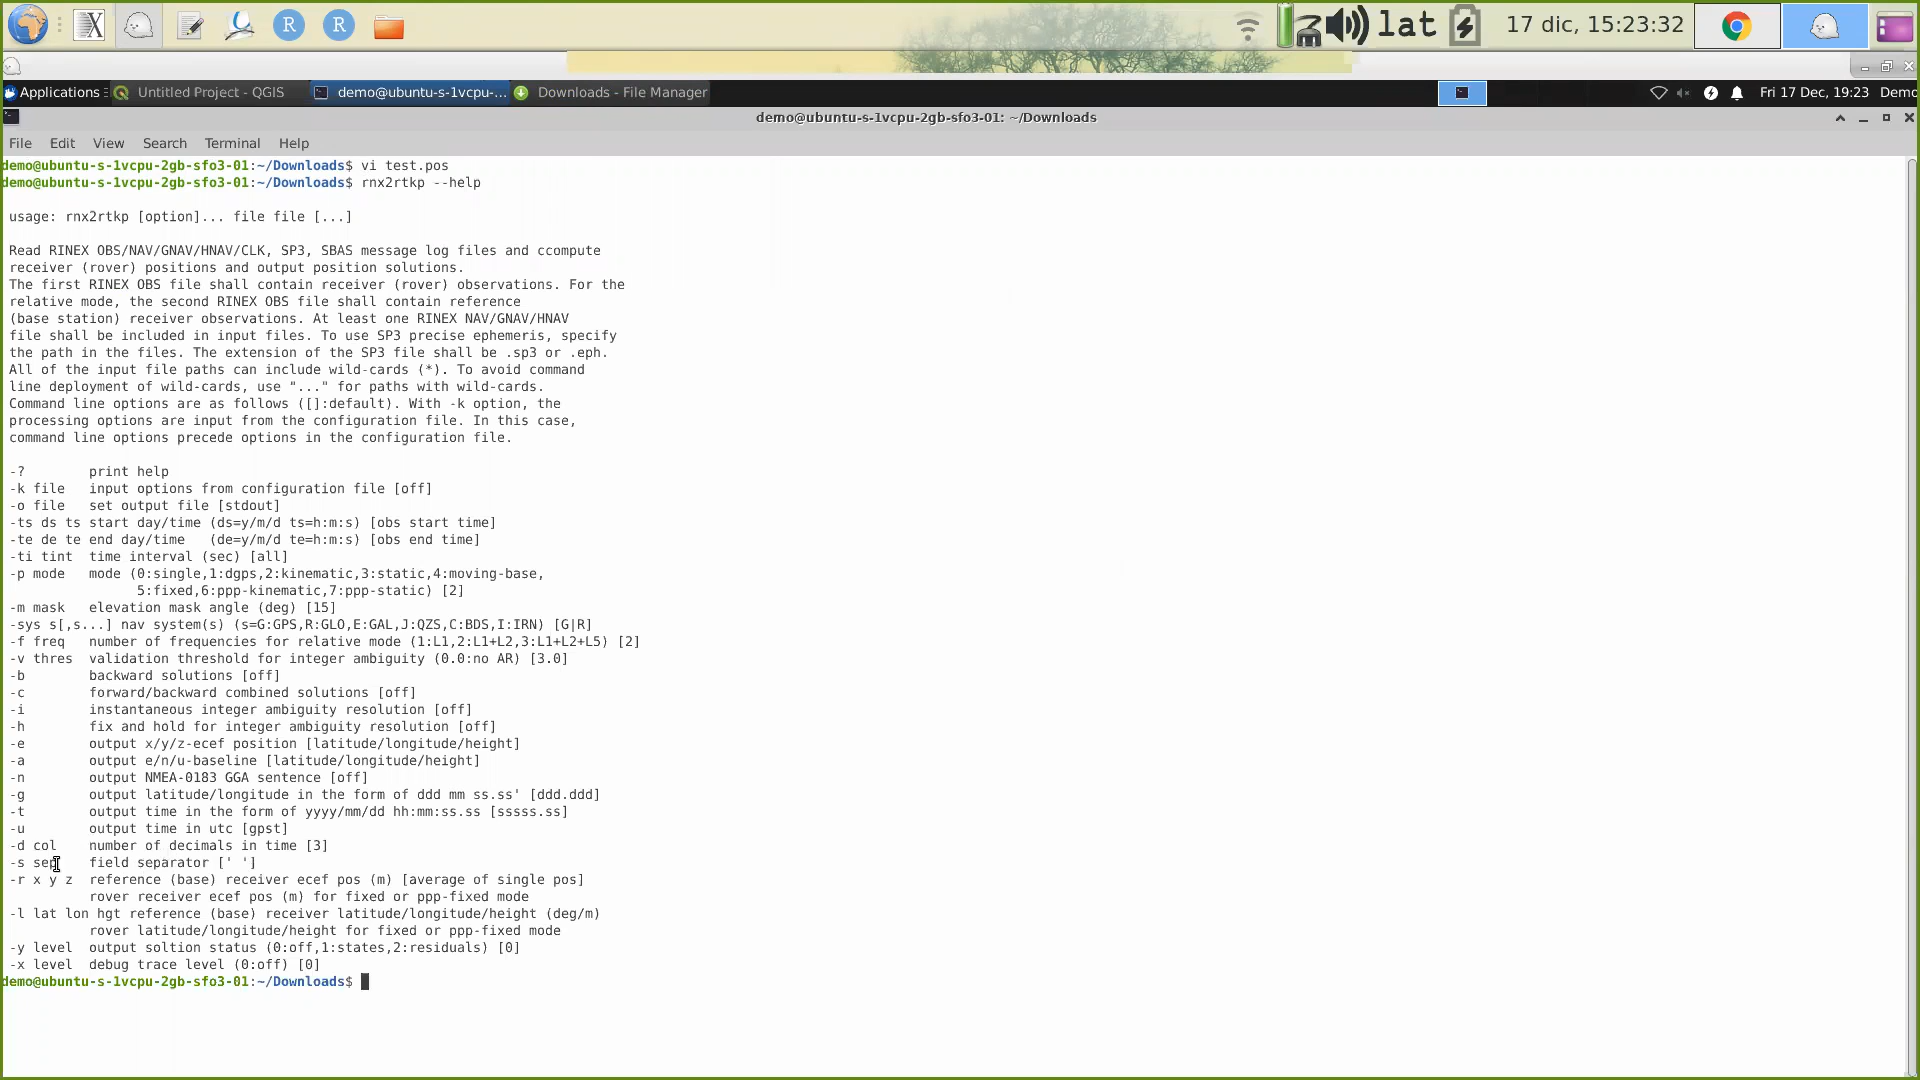 X
R
R
lat
17 dic, 15:23:32
Applications
Untitled Project - QGIS
demo@ubuntu-s-1vcpu-...
Downloads - File Manager
Fri 17 Dec, 19:23
Demo
demo@ubuntu-s-1vcpu-2gb-sfo3-01: ~/Downloads
File Edit View Search Terminal Help
demo@ubuntu-s-1vcpu-2gb-sfo3-01:~/Downloads$ vi test.pos
demo@ubuntu-s-1vcpu-2gb-sfo3-01:~/Downloads$ rnx2rtkp --help
usage: rnx2rtkp [option]... file file [...]
Read RINEX OBS/NAV/GNAV/HNAV/CLK, SP3, SBAS message log files and ccompute
receiver (rover) positions and output position solutions.
The first RINEX OBS file shall contain receiver (rover) observations. For the
relative mode, the second RINEX OBS file shall contain reference
(base station) receiver observations. At least one RINEX NAV/GNAV/HNAV
file shall be included in input files. To use SP3 precise ephemeris, specify
the path in the files. The extension of the SP3 file shall be .sp3 or .eph.
All of the input file paths can include wild-cards (*). To avoid command
line deployment of wild-cards, use "..." for paths with wild-cards.
Command line options are as follows ([]:default). With -k option, the
processing options are input from the configuration file. In this case,
command line options precede options in the configuration file.
-?        print help
-k file   input options from configuration file [off]
-o file   set output file [stdout]
-ts ds ts start day/time (ds=y/m/d ts=h:m:s) [obs start time]
-te de te end day/time   (de=y/m/d te=h:m:s) [obs end time]
-ti tint  time interval (sec) [all]
-p mode   mode (0:single,1:dgps,2:kinematic,3:static,4:moving-base,
5:fixed,6:ppp-kinematic,7:ppp-static) [2]
-m mask   elevation mask angle (deg) [15]
-sys s[,s...] nav system(s) (s=G:GPS,R:GLO,E:GAL,J:QZS,C:BDS,I:IRN) [G|R]
-f freq   number of frequencies for relative mode (1:L1,2:L1+L2,3:L1+L2+L5) [2]
-v thres  validation threshold for integer ambiguity (0.0:no AR) [3.0]
-b        backward solutions [off]
-c        forward/backward combined solutions [off]
-i        instantaneous integer ambiguity resolution [off]
-h        fix and hold for integer ambiguity resolution [off]
-e        output x/y/z-ecef position [latitude/longitude/height]
-a        output e/n/u-baseline [latitude/longitude/height]
-n        output NMEA-0183 GGA sentence [off]
-g        output latitude/longitude in the form of ddd mm ss.ss' [ddd.ddd]
-t        output time in the form of yyyy/mm/dd hh:mm:ss.ss [sssss.ss]
-u        output time in utc [gpst]
-d col    number of decimals in time [3]
-s sep    field separator [' ']
-r x y z  reference (base) receiver ecef pos (m) [average of single pos]
rover receiver ecef pos (m) for fixed or ppp-fixed mode
-l lat lon hgt reference (base) receiver latitude/longitude/height (deg/m)
rover latitude/longitude/height for fixed or ppp-fixed mode
-y level  output soltion status (0:off,1:states,2:residuals) [0]
-x level  debug trace level (0:off) [0]
demo@ubuntu-s-1vcpu-2gb-sfo3-01:~/Downloads$